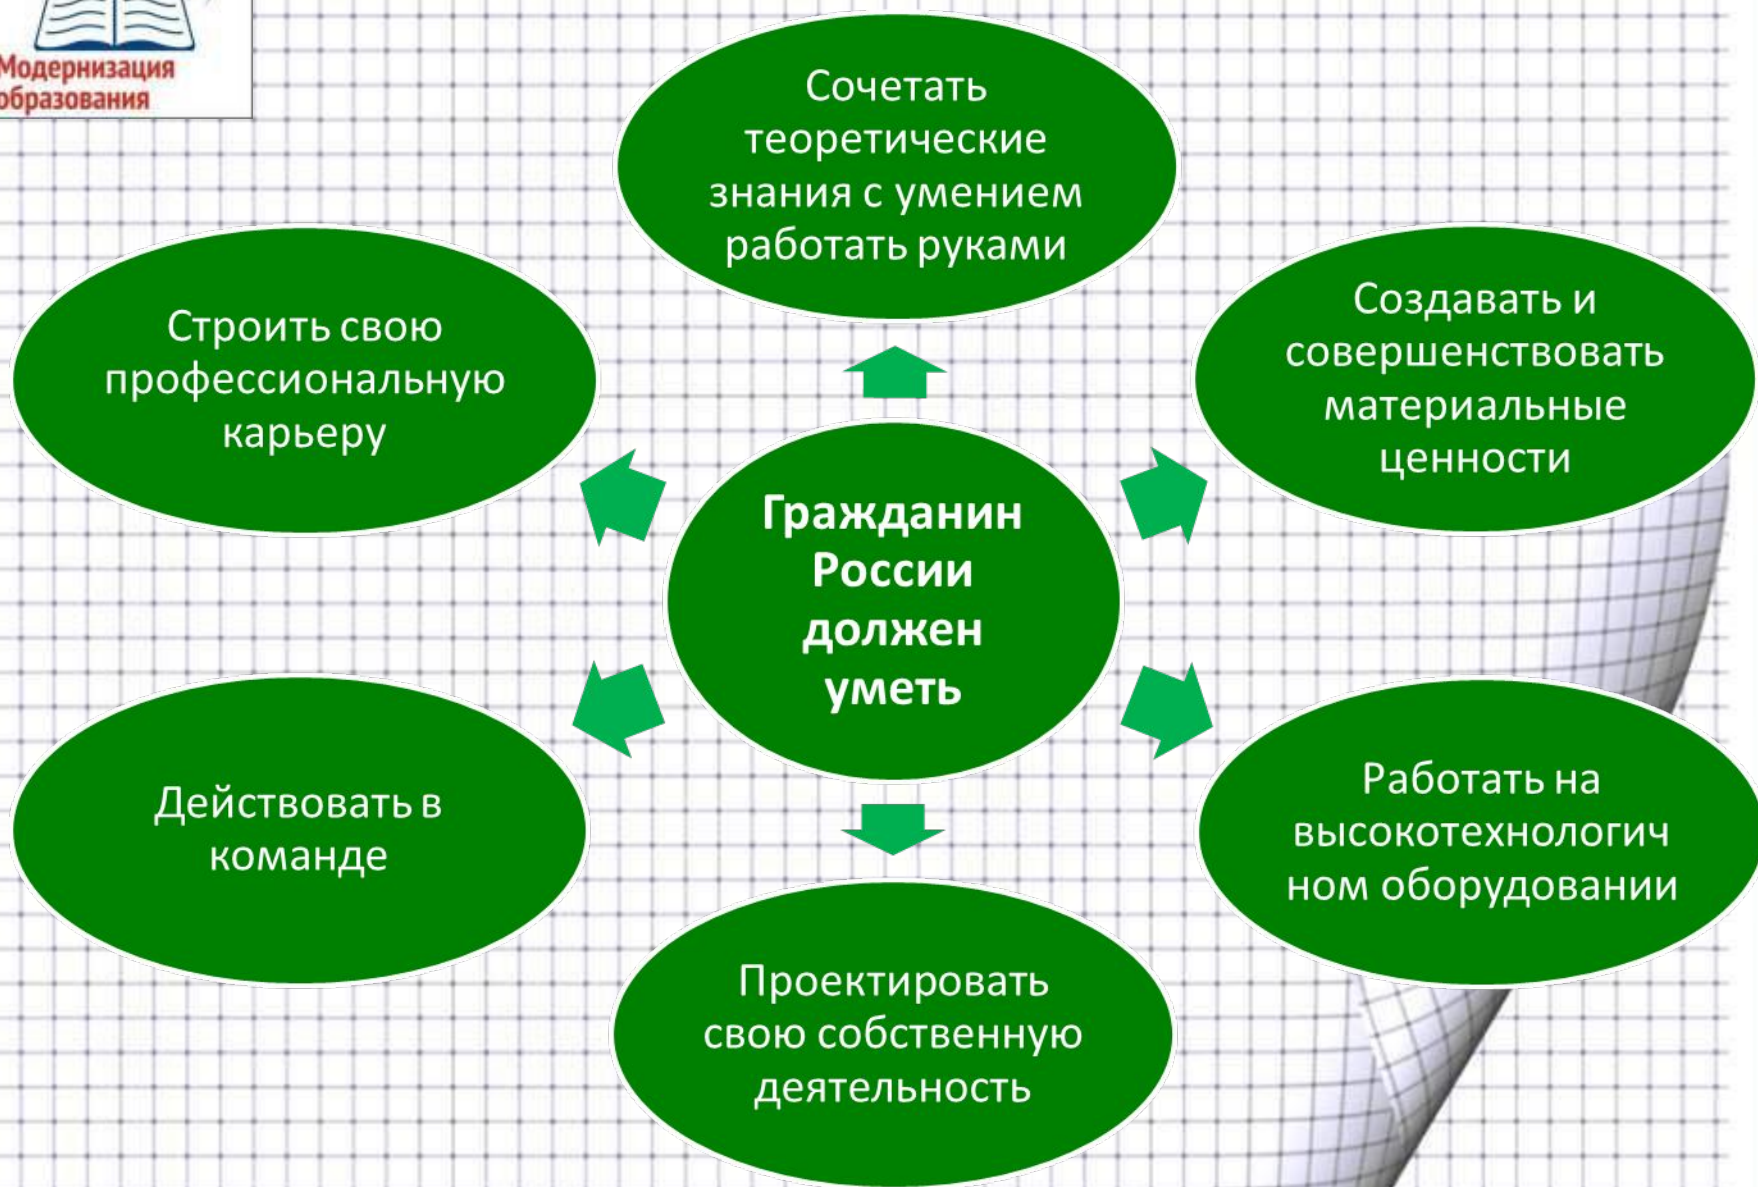 Модернизация
образования
Сочетать
теоретические
знания с умением
работать руками
Создавать и
совершенствовать
материальные
ценности
Работать на
высокотехнологич
ном оборудовании
Проектировать
свою собственную
деятельность
Действовать в
команде
Строить свою
профессиональную
карьеру
Гражданин
России
должен
уметь